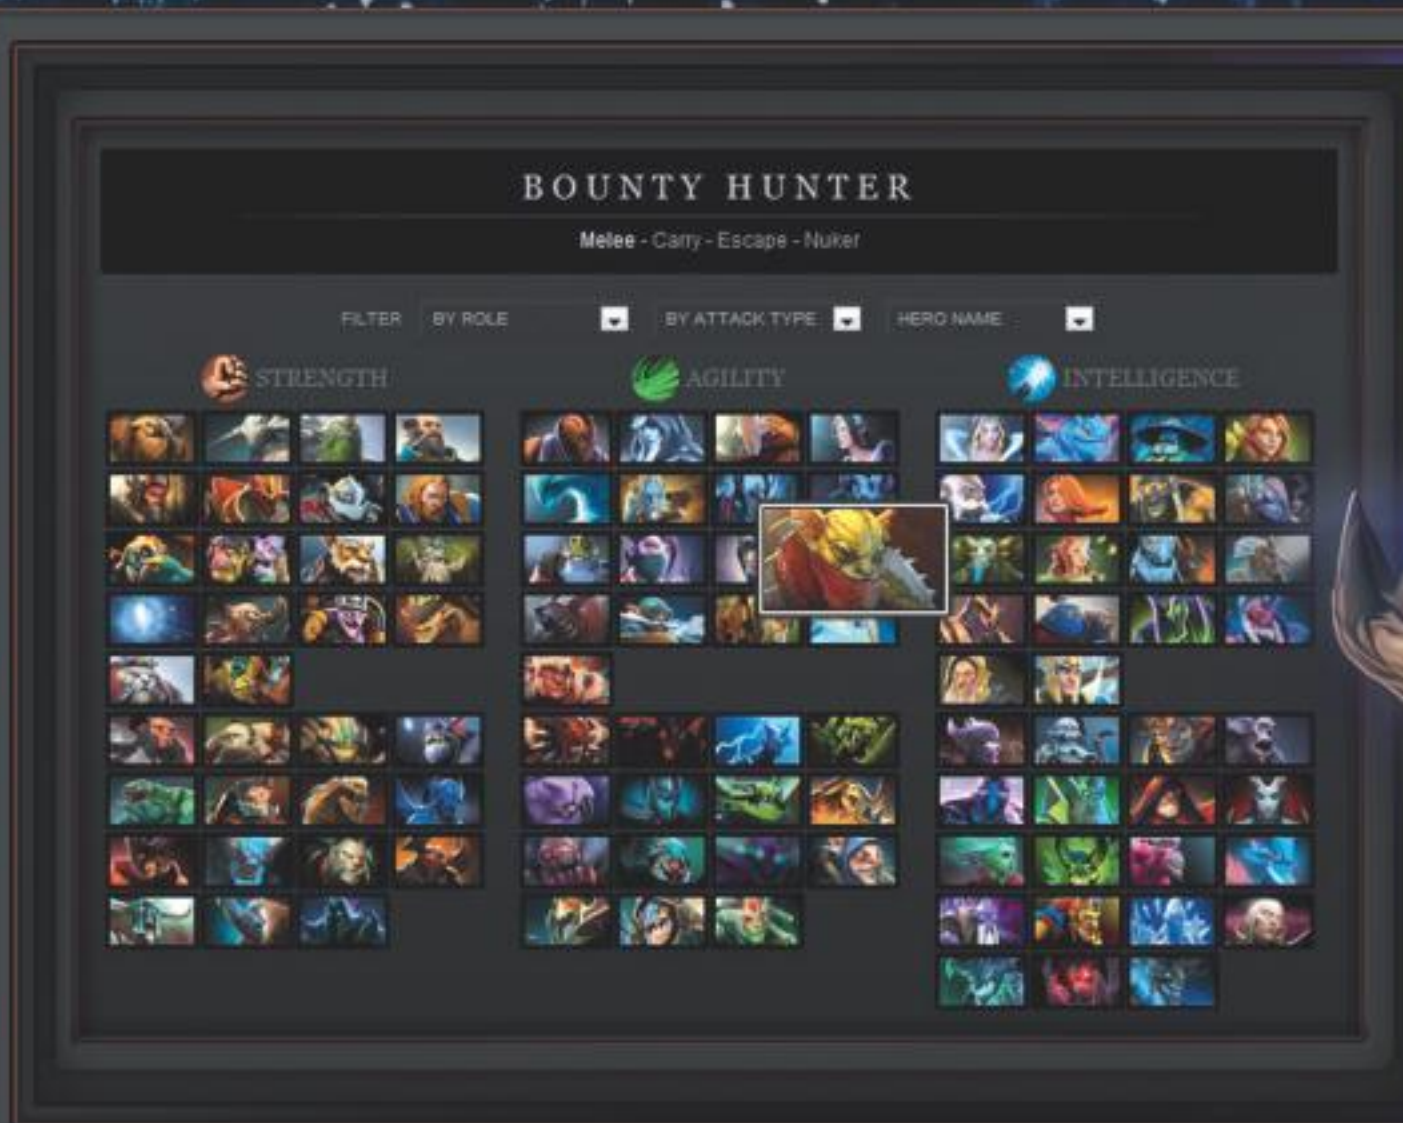 BOUNTY HUNTER
Melee - Carry - Escape - Nuker
FILTER BY ROLE BY ATTACK TYPE HERO NAME
STRENGTH AGILITY INTELLIGENCE